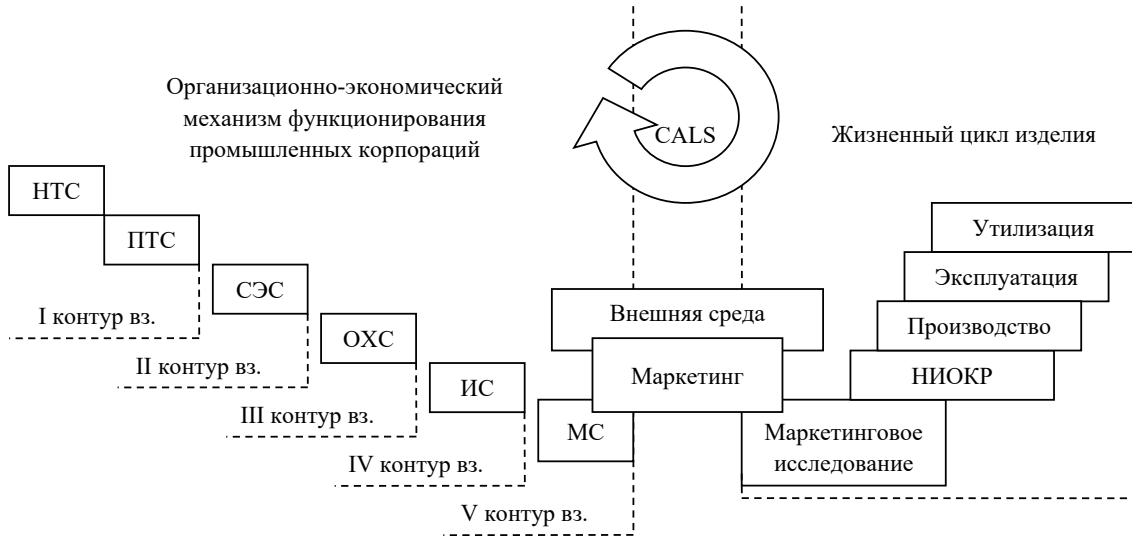 Организационно-экономический
механизм функционирования
промышленных корпораций
CALS
Жизненный цикл изделия
НТС
ПТС
СЭС
ОХС
ИС
МС
I контур вз.
II контур вз.
III контур вз.
IV контур вз.
V контур вз.
Внешняя среда
Маркетинг
Утилизация
Эксплуатация
Производство
НИОКР
Маркетинговое
исследование